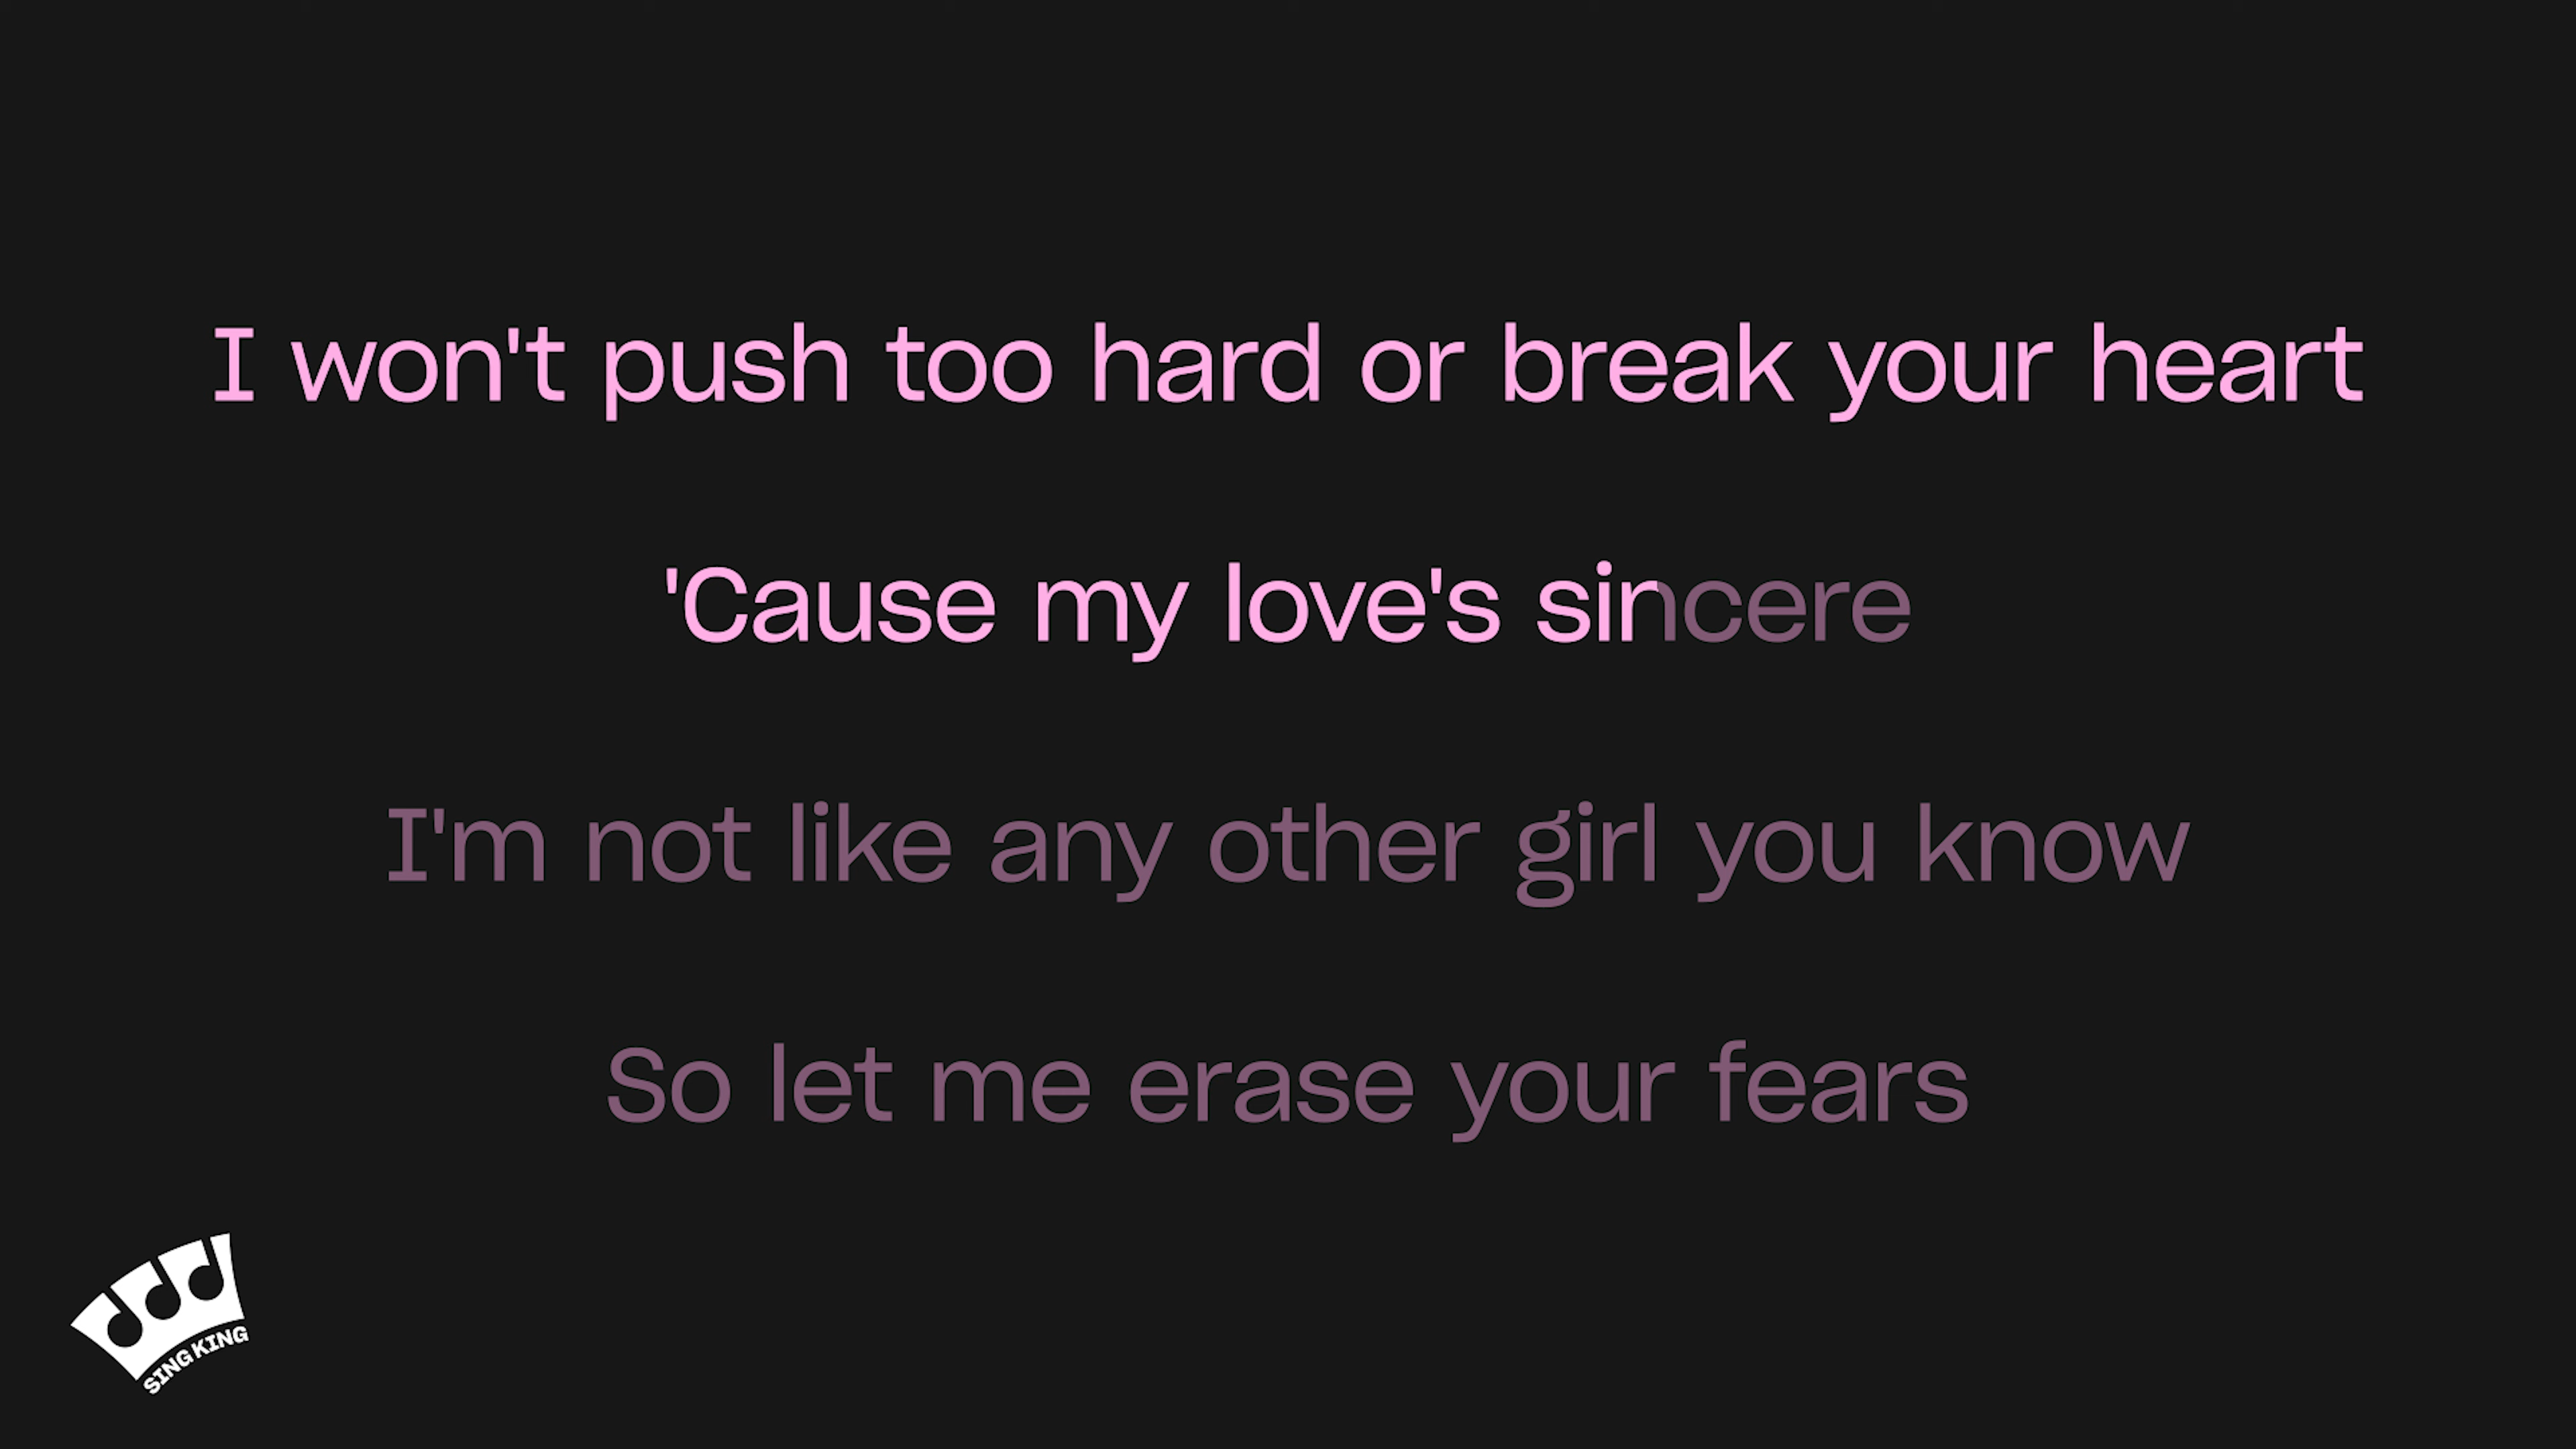 I won't push too hard or break your heart
'Cause my love's sincere
I'm not like any other girl you know
So let me erase your fears
SING KING